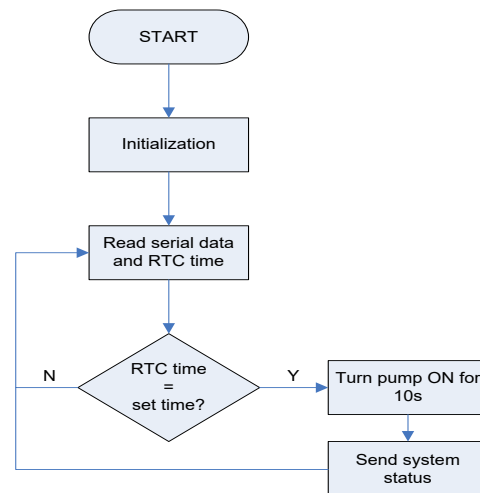 START
Initialization
Read serial data
and RTC time
RTC time
=
set time?
N
Y
Turn pump ON for
10s
Send system
status